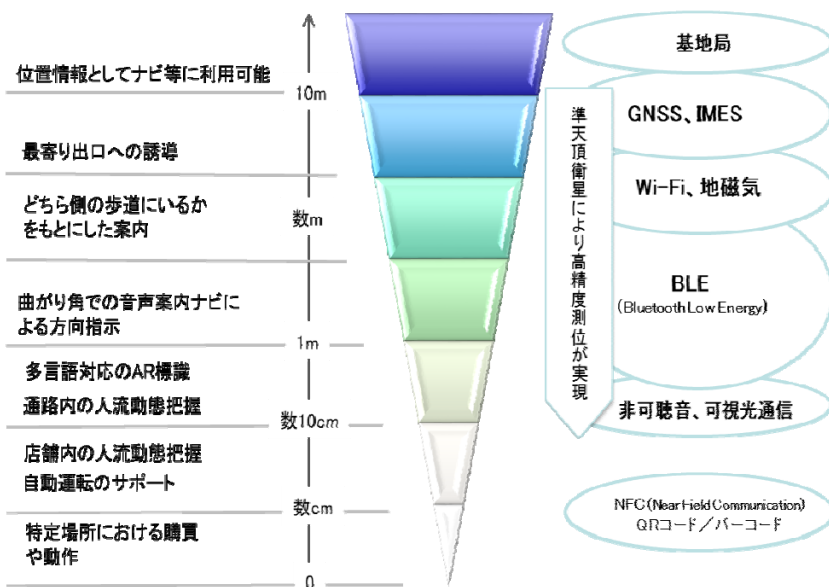 位置情報としてナビ等に利用可能
10m
最寄り出口への誘導
どちら側の歩道にいるか
をもとにした案内
数m
曲がり角での音声案内ナビに
よる方向指示
1m
多言語対応のAR標識
通路内の人流動態把握
数10cm
店舗内の人流動態把握
自動運転のサポート
数cm
特定場所における購買
や動作
0
準天頂衛星により高精度測位が実現
基地局
GNSS、IMES
Wi-Fi、地磁気
BLE
(Bluetooth Low Energy)
非可聴音、可視光通信
NFC(Near Field Communication)
QRコード／バーコード